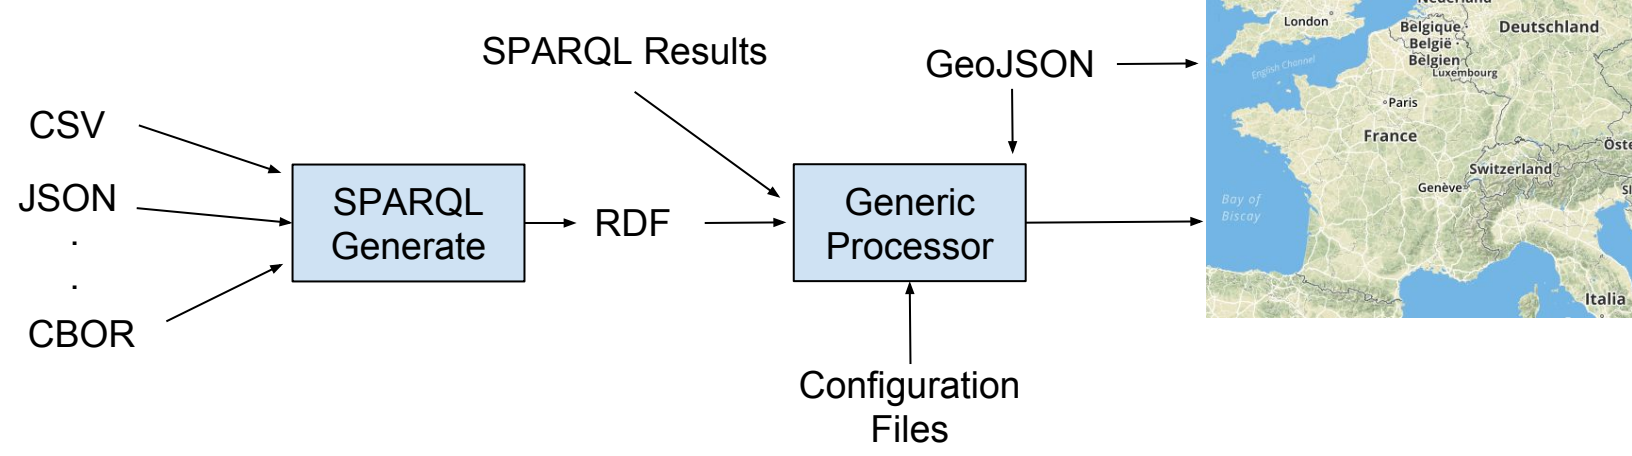 CSV
JSON
.
.
CBOR
SPARQL
Generate
RDF
SPARQL Results
GeoJSON
Generic
Processor
Configuration
Files
London
English Channel
Belgique
België ·
Belgien
Luxembourg
Deutschland
Paris
France
Switzerland
Genève
Bay of
Biscay
Italia